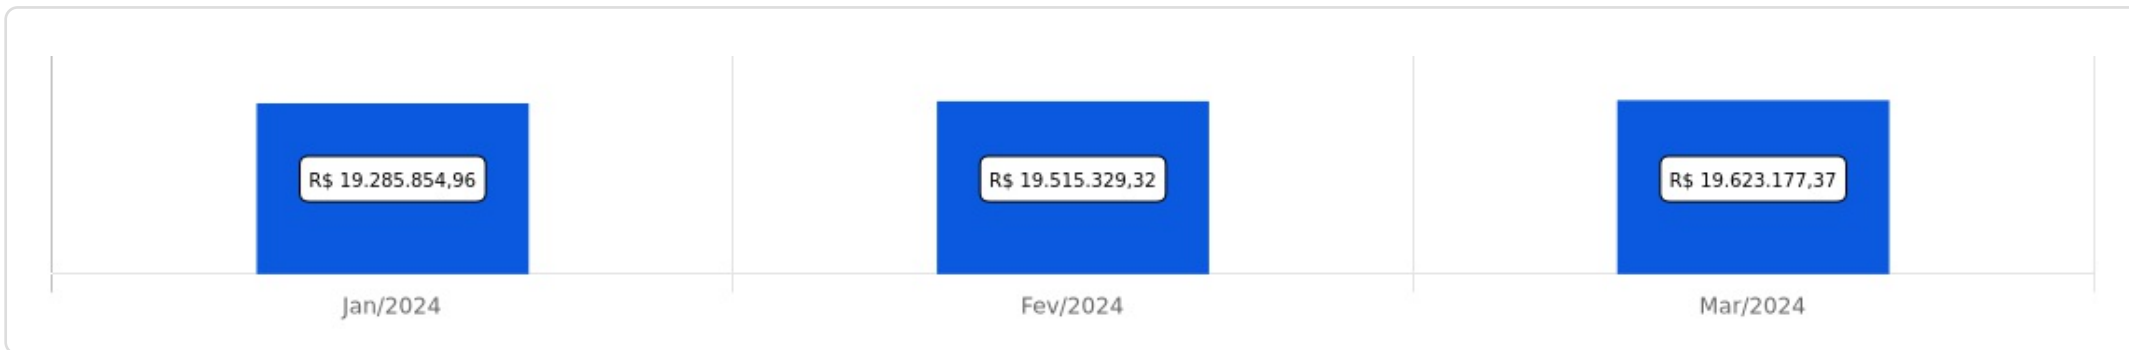 R$ 19.285.854,96
R$ 19.515.329,32
R$ 19.623.177,37
Jan/2024
Fev/2024
Mar/2024